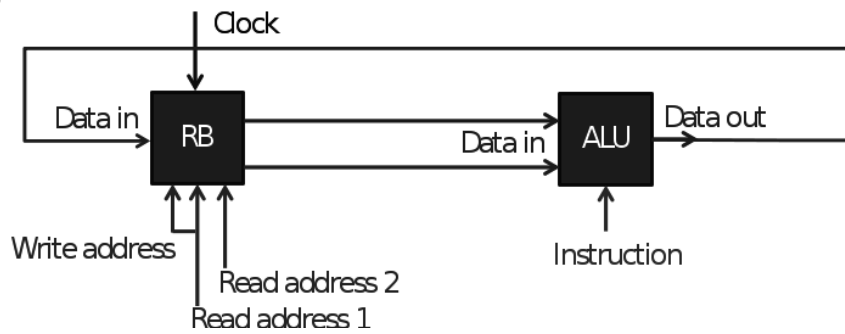 Clock
Data in
RB
Data in
ALU
Data out
Write address
Instruction
Read address 2
Read address 1